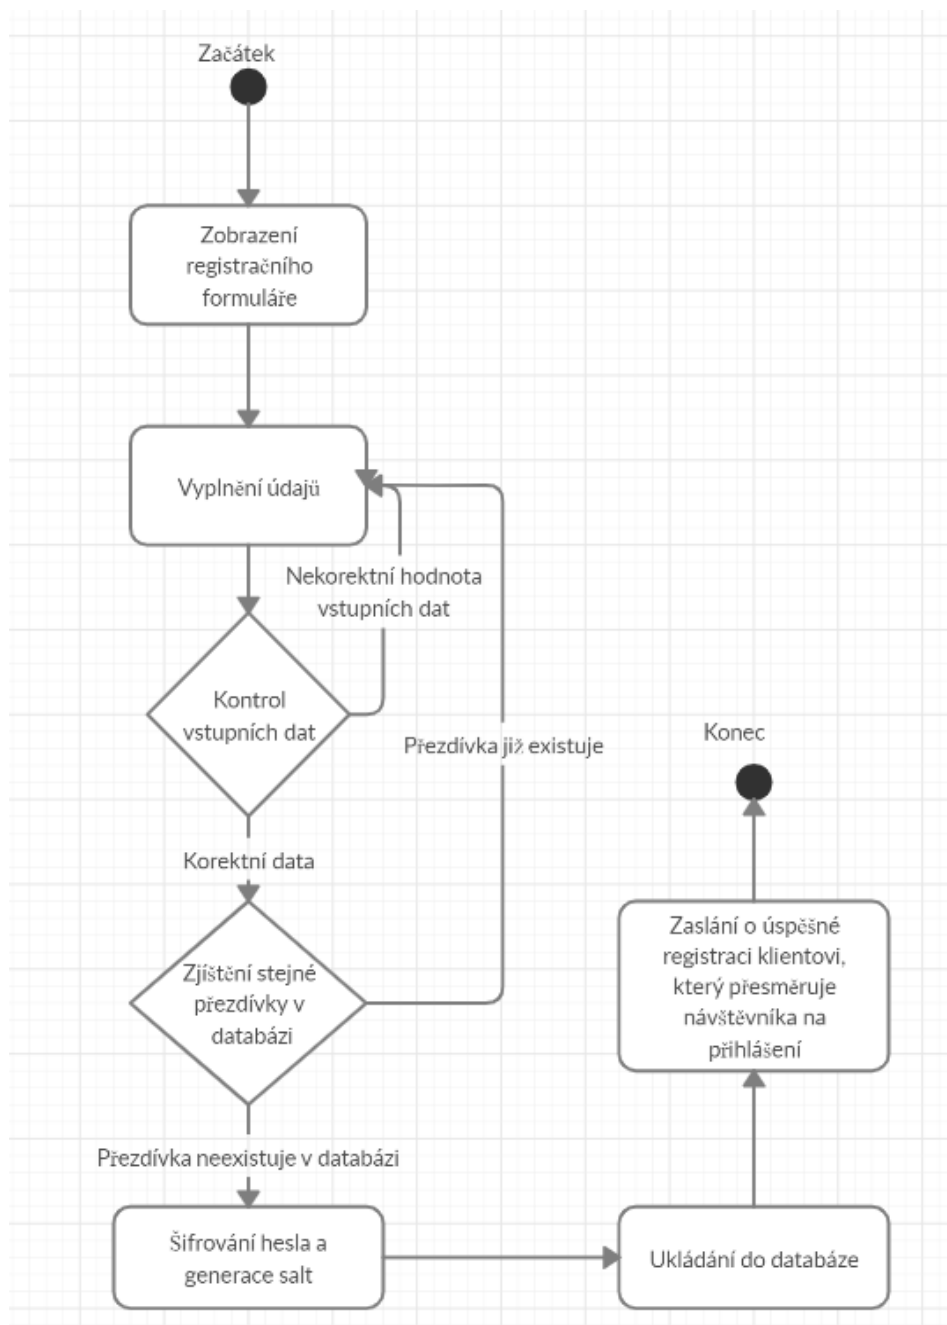 Začátek
Zobrazení
registračního
formuláře
Vyplnění údajů
Nekorektní hodnota
vstupních dat
Kontrol
vstupních dat
Přezdívka již existuje
Konec
Korektní data
Zaslání o úspěšné
registraci klientovi,
který přesměruje
návštěvníka na
přihlášení
Zjíštění stejné
přezdívky v
databázi
Přezdívka neexistuje v databázi
Šifrování hesla a
generace salt
Ukládání do databáze